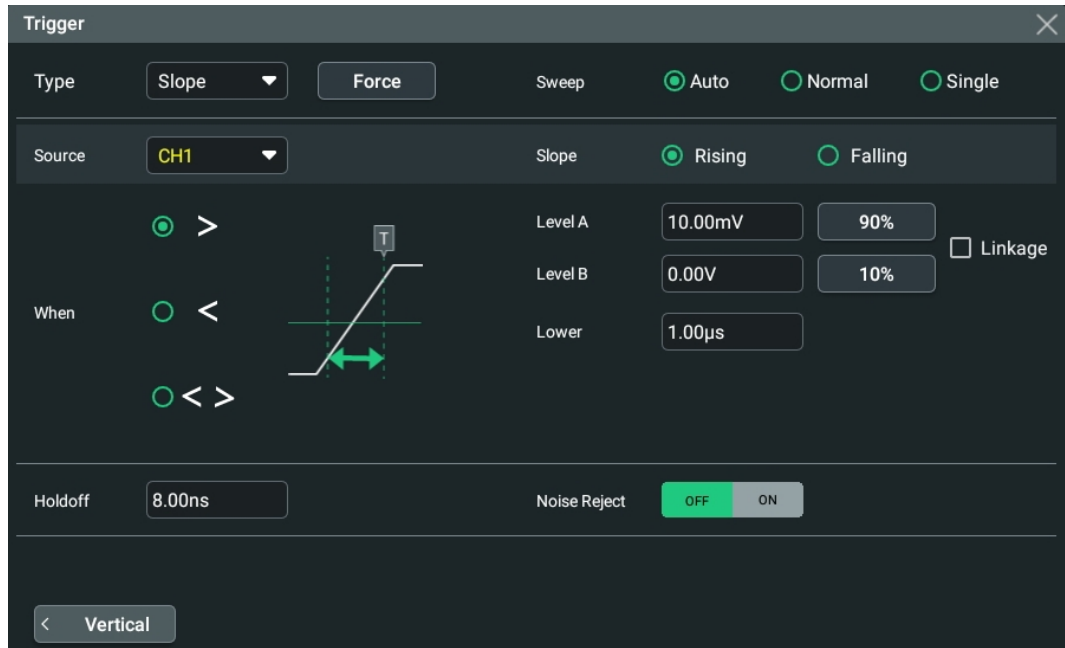 Trigger
Type Slope Force Sweep Auto Normal Single
Source CH1 Slope Rising Falling
> Level A 10.00mV 90%
T Linkage
Level B 0.00V 10%
When < Lower 1.00µs
< >
Holdoff 8.00ns Noise Reject OFF ON
< Vertical